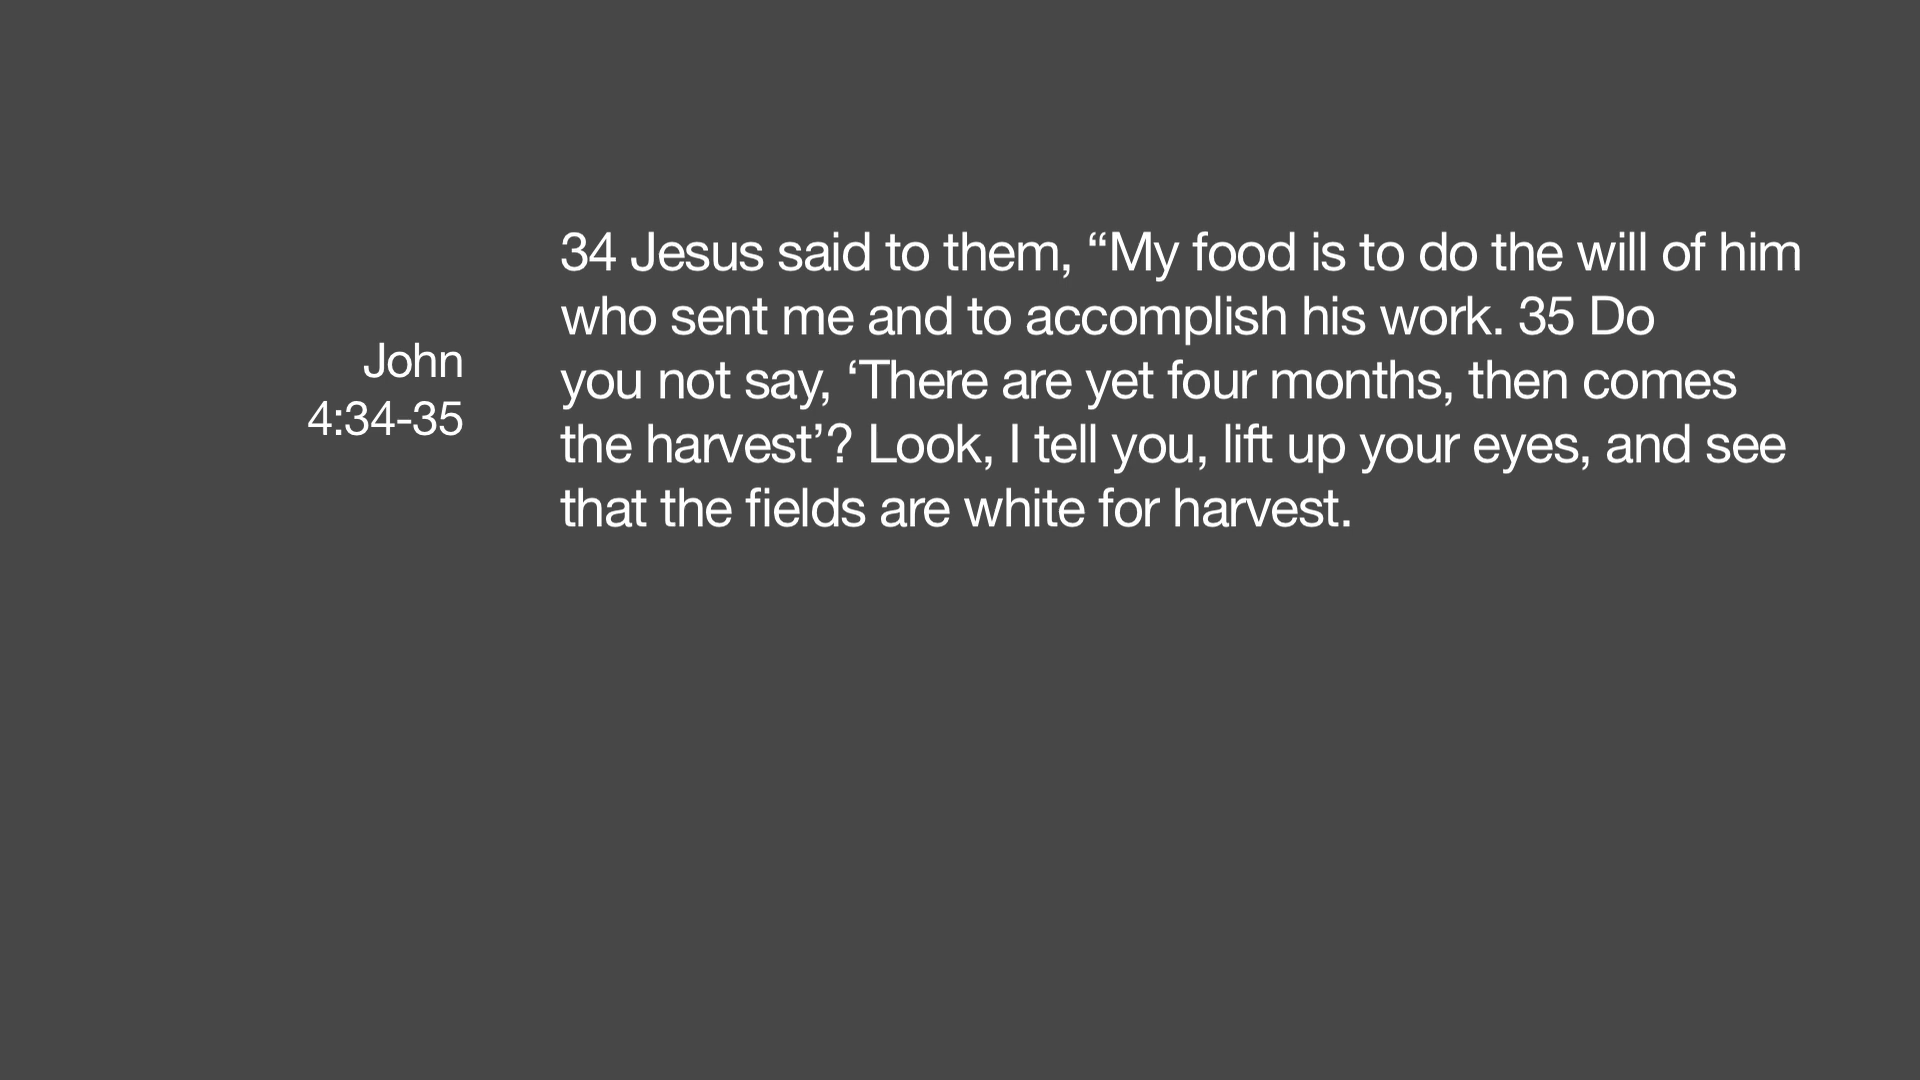 John
4:34-35
34 Jesus said to them, “My food is to do the will of him
who sent me and to accomplish his work. 35 Do
you not say, ‘There are yet four months, then comes
the harvest’? Look, I tell you, lift up your eyes, and see
that the fields are white for harvest.